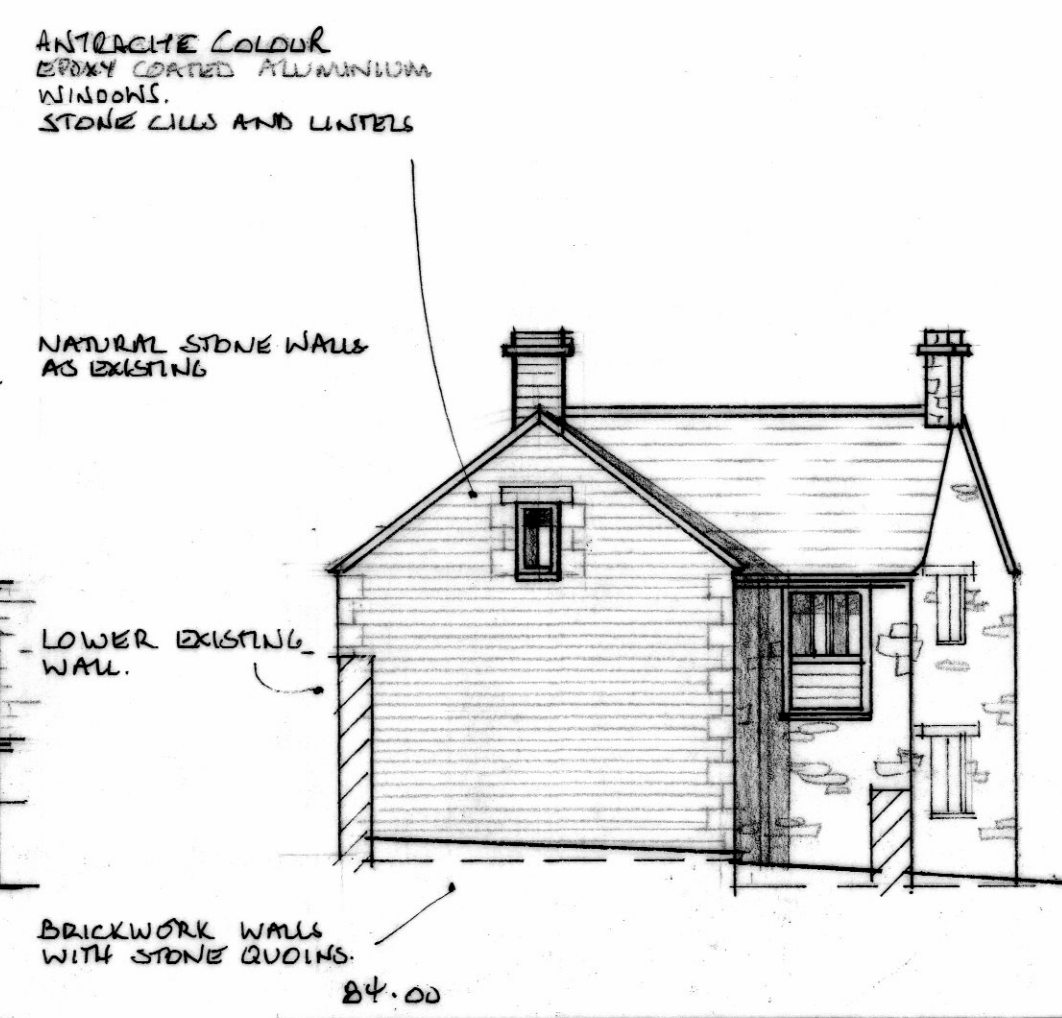 ANTRACITE COLOUR
EPOXY COATED ALUMINIUM
WINDOWS.
STONE CILLS AND LINTELS
NATURAL STONE WALLS
AS EXISTING
LOWER EXISTING
WALL.
BRICKWORK WALLS
WITH STONE QUOINS.
84.00